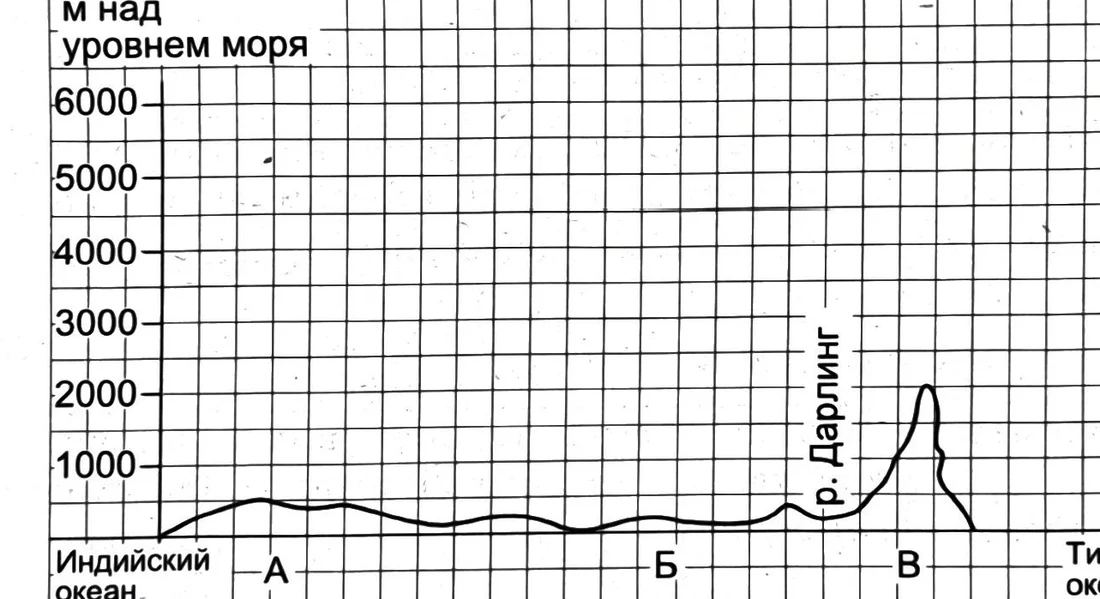 м над
уровнем моря
6000
5000
4000
3000
2000
1000
р. Дарлинг
Индийский
океан
А
Б
В